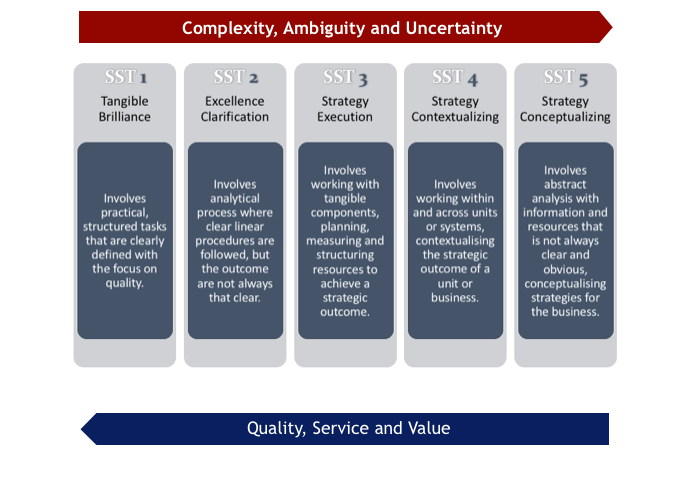 Complexity, Ambiguity and Uncertainty
SST 1
Tangible
Brilliance
Involves
practical,
structured tasks
that are clearly
defined with
the focus on
quality.
SST 2
Excellence
Clarification
Involves
analytical
process where
clear linear
procedures are
followed, but
the outcome
are not always
that clear.
SST 3
Strategy
Execution
Involves
working with
tangible
components,
planning,
measuring and
structuring
resources to
achieve a
strategic
outcome.
SST 4
Strategy
Contextualizing
Involves
working within
and across units
or systems,
contextualising
the strategic
outcome of a
unit or
business.
SST 5
Strategy
Conceptualizing
Involves
abstract
analysis with
information and
resources that
is not always
clear and
obvious,
conceptualising
strategies for
the business.
Quality, Service and Value